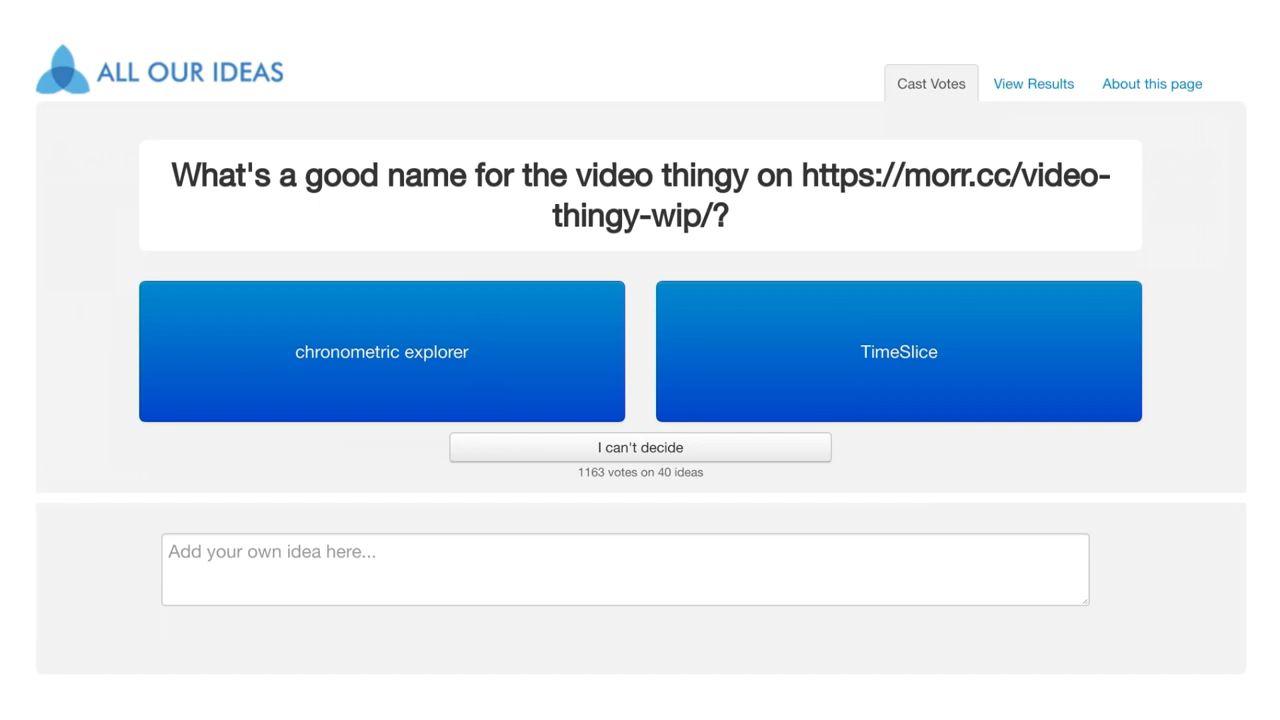 ALL OUR IDEAS
Cast Votes
View Results
About this page
What's a good name for the video thingy on https://morr.cc/video-
thingy-wip/?
chronometric explorer
TimeSlice
I can't decide
1163 votes on 40 ideas
Add your own idea here...